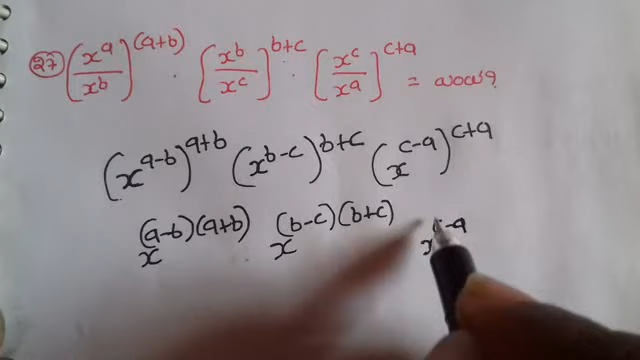 27 (x^a/x^b)^(a+b) · (x^b/x^c)^b+c · (x^c/x^a)^c+a =
(x^a-b)^a+b (x^b-c)^b+c (x^c-a)^c+a
x^(a-b)(a+b) x^(b-c)(b+c) x^c-a